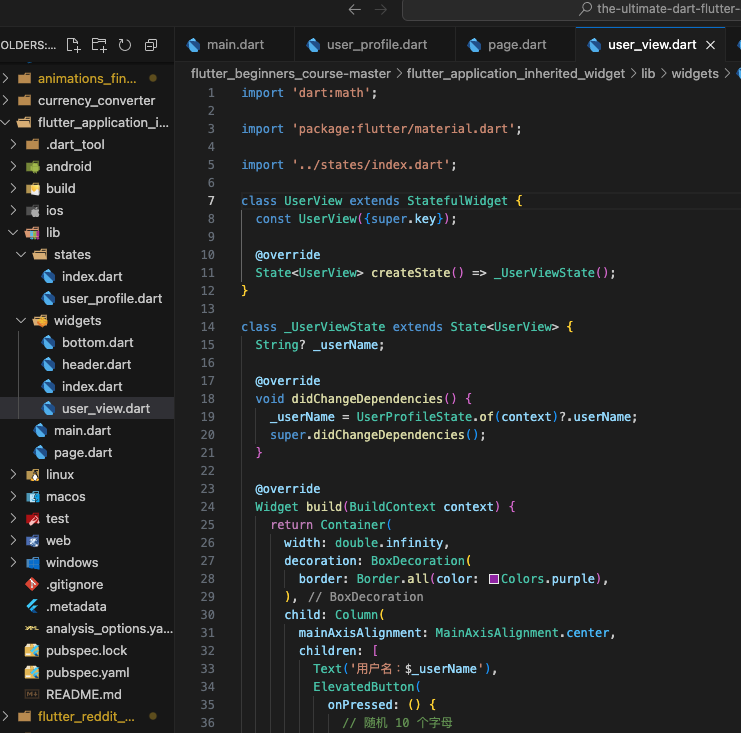 the-ultimate-dart-flutter-
OLDERS:...
main.dart
user_profile.dart
page.dart
user_view.dart
flutter_beginners_course-master > flutter_application_inherited_widget > lib > widgets >
animations_fin...
currency_converter
flutter_application_i...
.dart_tool
android
build
ios
lib
states
index.dart
user_profile.dart
widgets
bottom.dart
header.dart
index.dart
user_view.dart
main.dart
page.dart
linux
macos
test
web
windows
.gitignore
.metadata
analysis_options.ya...
pubspec.lock
pubspec.yaml
README.md
flutter_reddit_...
1 import 'dart:math';
2
3 import 'package:flutter/material.dart';
4
5 import '../states/index.dart';
6
7 class UserView extends StatefulWidget {
8 const UserView({super.key});
9
10 @override
11 State<UserView> createState() => _UserViewState();
12 }
13
14 class _UserViewState extends State<UserView> {
15 String? _userName;
16
17 @override
18 void didChangeDependencies() {
19 _userName = UserProfileState.of(context)?.userName;
20 super.didChangeDependencies();
21 }
22
23 @override
24 Widget build(BuildContext context) {
25 return Container(
26 width: double.infinity,
27 decoration: BoxDecoration(
28 border: Border.all(color: Colors.purple),
29 ), // BoxDecoration
30 child: Column(
31 mainAxisAlignment: MainAxisAlignment.center,
32 children: [
33 Text('用户名：$_userName'),
34 ElevatedButton(
35 onPressed: () {
36 // 随机 10 个字母